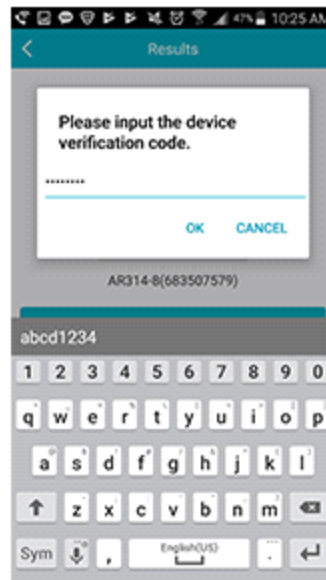 47% 10:25 AM
Results
Please input the device
verification code.
........
OK CANCEL
AR314-8(683507579)
abcd1234
1 2 3 4 5 6 7 8 9 0
q w e r t y u i o p
a s d f g h j k l
z x c v b n m
Sym , English(US) .